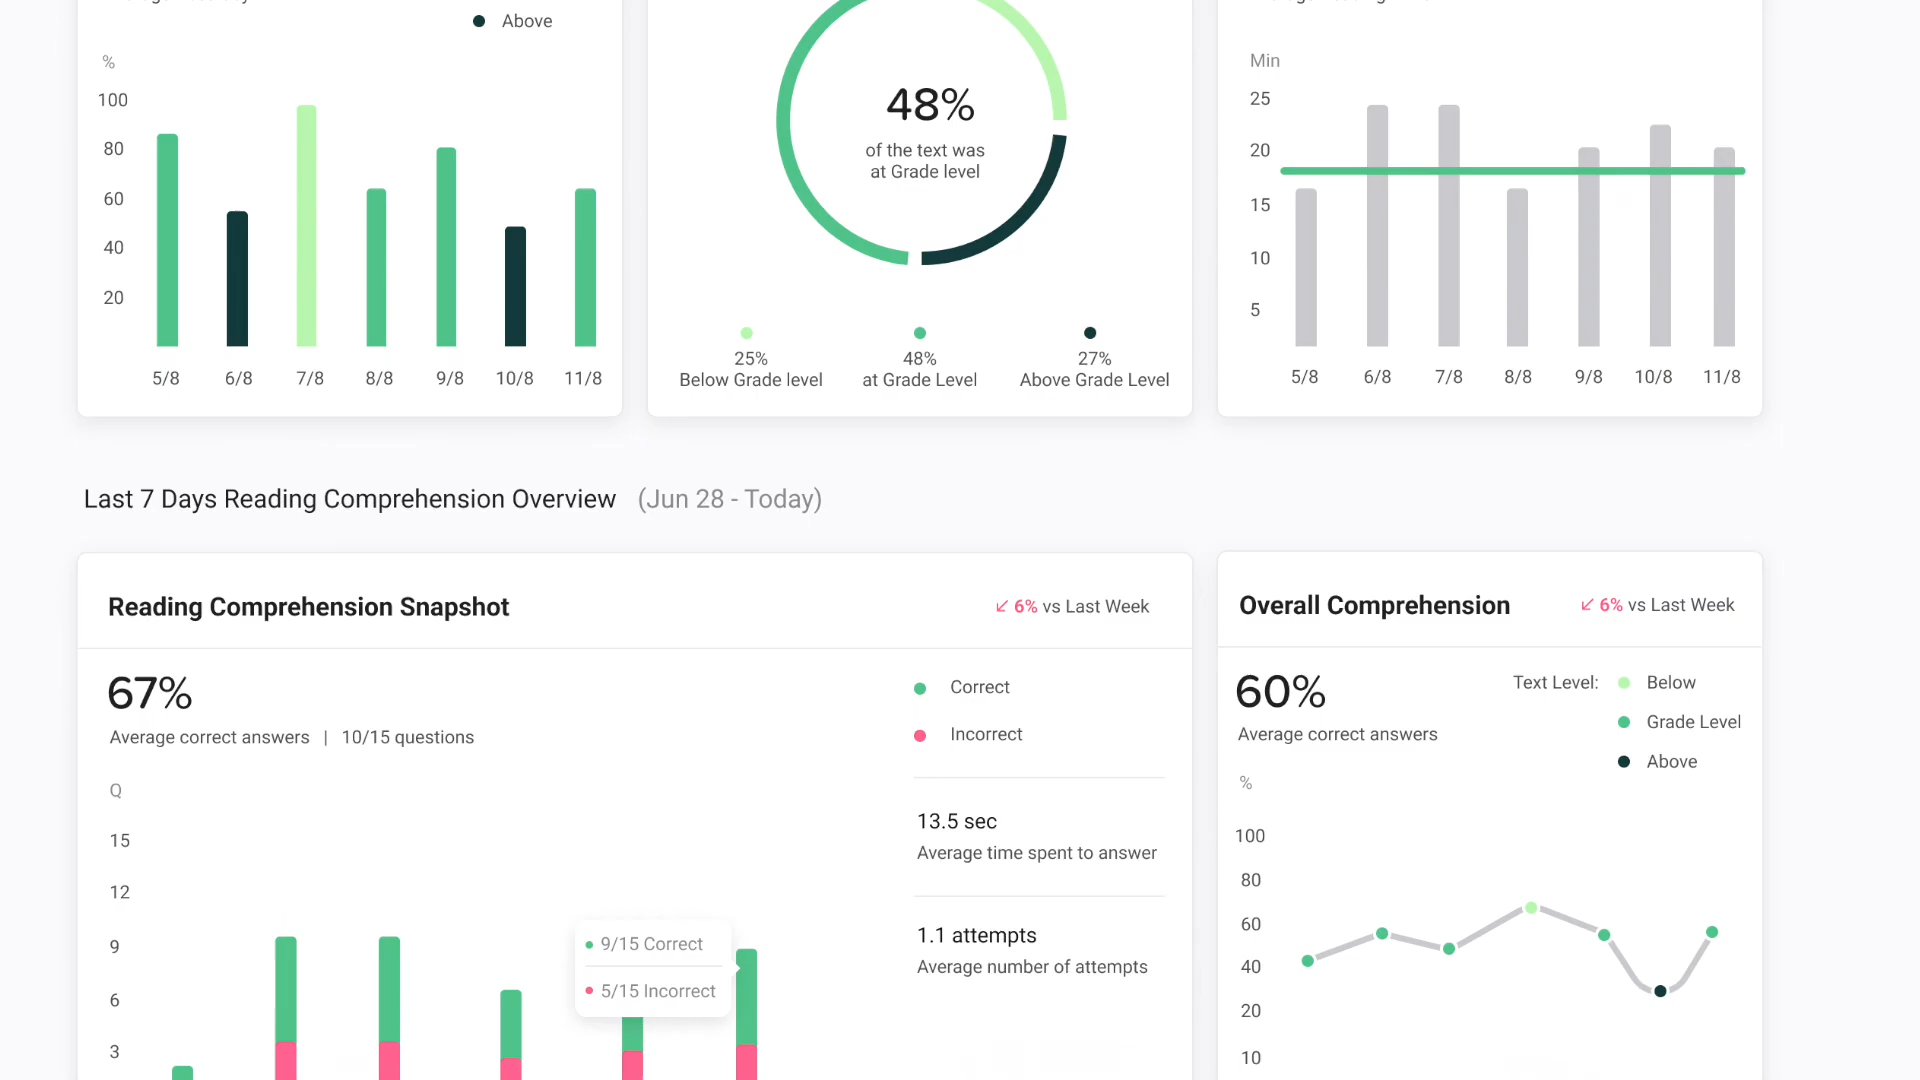 Above
%
100
80
60
40
20
5/8 6/8 7/8 8/8 9/8 10/8 11/8
48%
of the text was
at Grade level
25%
Below Grade level
48%
at Grade Level
27%
Above Grade Level
Min
25
20
15
10
5
5/8 6/8 7/8 8/8 9/8 10/8 11/8
Last 7 Days Reading Comprehension Overview (Jun 28 - Today)
Reading Comprehension Snapshot
6% vs Last Week
67%
Average correct answers | 10/15 questions
Q
15
12
9
6
3
9/15 Correct
5/15 Incorrect
Correct
Incorrect
13.5 sec
Average time spent to answer
1.1 attempts
Average number of attempts
Overall Comprehension
6% vs Last Week
60%
Average correct answers
Text Level:
Below
Grade Level
Above
%
100
80
60
40
20
10